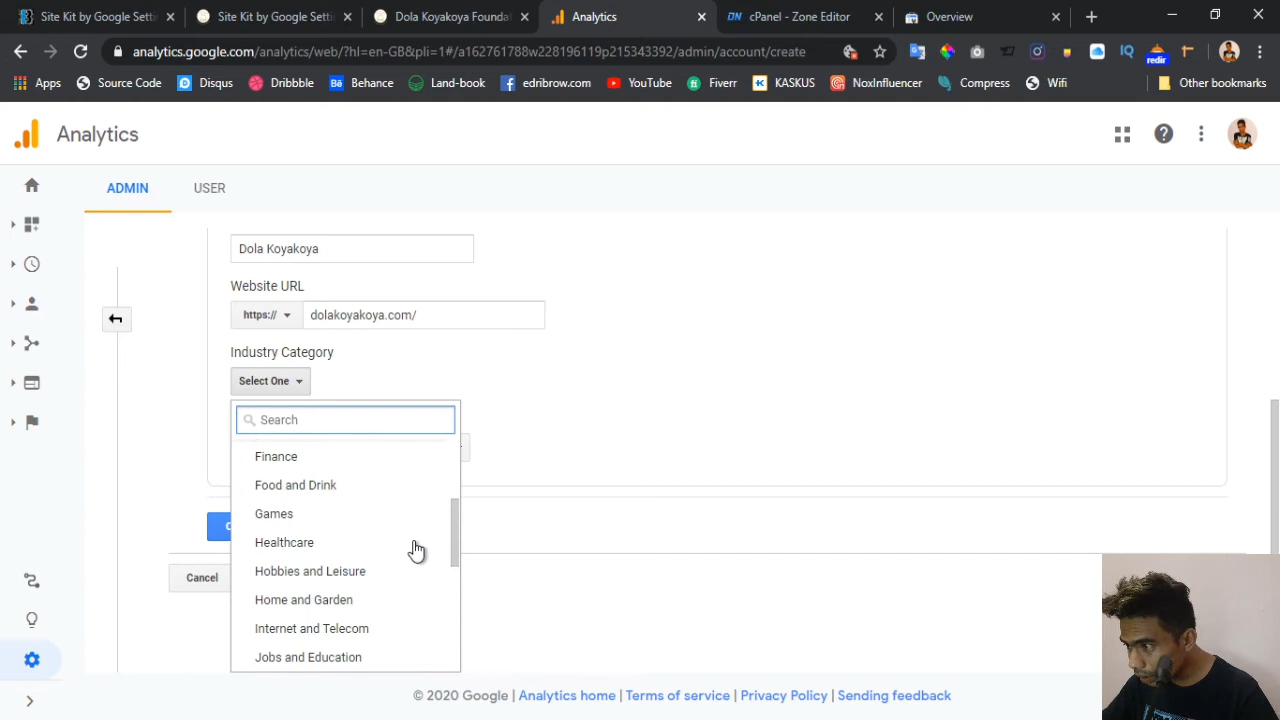 Site Kit by Google Setti
Site Kit by Google Settin
Dola Koyakoya Foundat
Analytics
DN cPanel - Zone Editor
Overview
analytics.google.com/analytics/web/?hl=en-GB&pli=1#/a162761788w228196119p215343392/admin/account/create
IQ
redir
Apps
Source Code
Disqus
Dribbble
Behance
Land-book
edribrow.com
YouTube
Fiverr
KASKUS
NoxInfluencer
Compress
Wifi
Other bookmarks
Analytics
ADMIN
USER
Dola Koyakoya
Website URL
https://
dolakoyakoya.com/
Industry Category
Select One
Search
Finance
Food and Drink
Games
Healthcare
Hobbies and Leisure
Home and Garden
Internet and Telecom
Jobs and Education
Cancel
© 2020 Google | Analytics home | Terms of service | Privacy Policy | Sending feedback